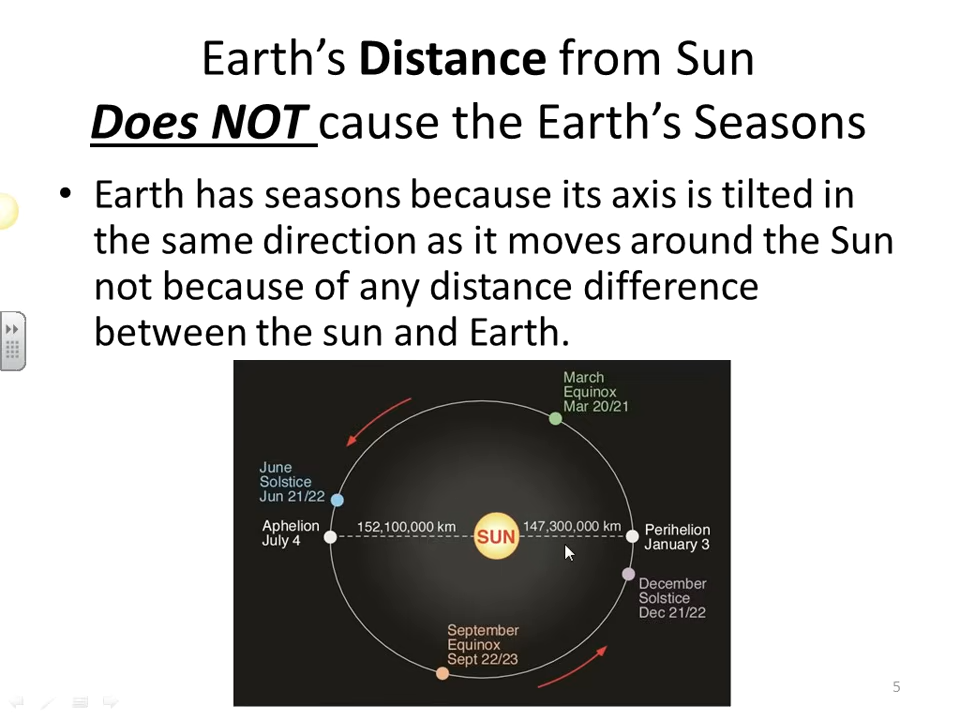 Earth’s Distance from Sun
Does NOT cause the Earth’s Seasons
• Earth has seasons because its axis is tilted in
the same direction as it moves around the Sun
not because of any distance difference
between the sun and Earth.
March
Equinox
Mar 20/21
June
Solstice
Jun 21/22
Aphelion
July 4
152,100,000 km
SUN
147,300,000 km
Perihelion
January 3
December
Solstice
Dec 21/22
September
Equinox
Sept 22/23
5